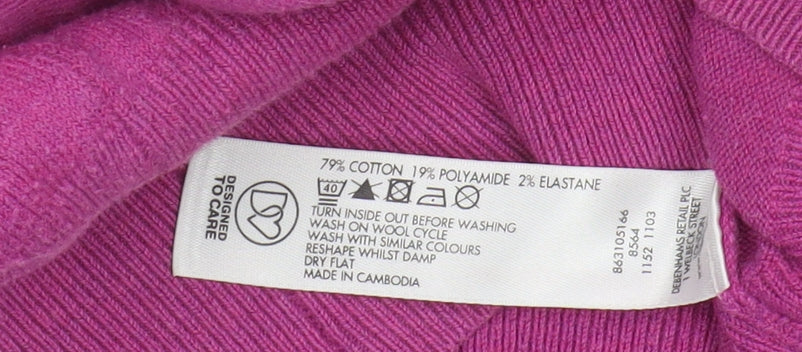 79% COTTON 19% POLYAMIDE 2% ELASTANE
40
TURN INSIDE OUT BEFORE WASHING
WASH ON WOOL CYCLE
WASH WITH SIMILAR COLOURS
RESHAPE WHILST DAMP
DRY FLAT
MADE IN CAMBODIA
DESIGNED
TO CARE
863105166
8564
1152 1103
DEBENHAMS RETAIL PLC
1 WELBECK STREET
LONDON